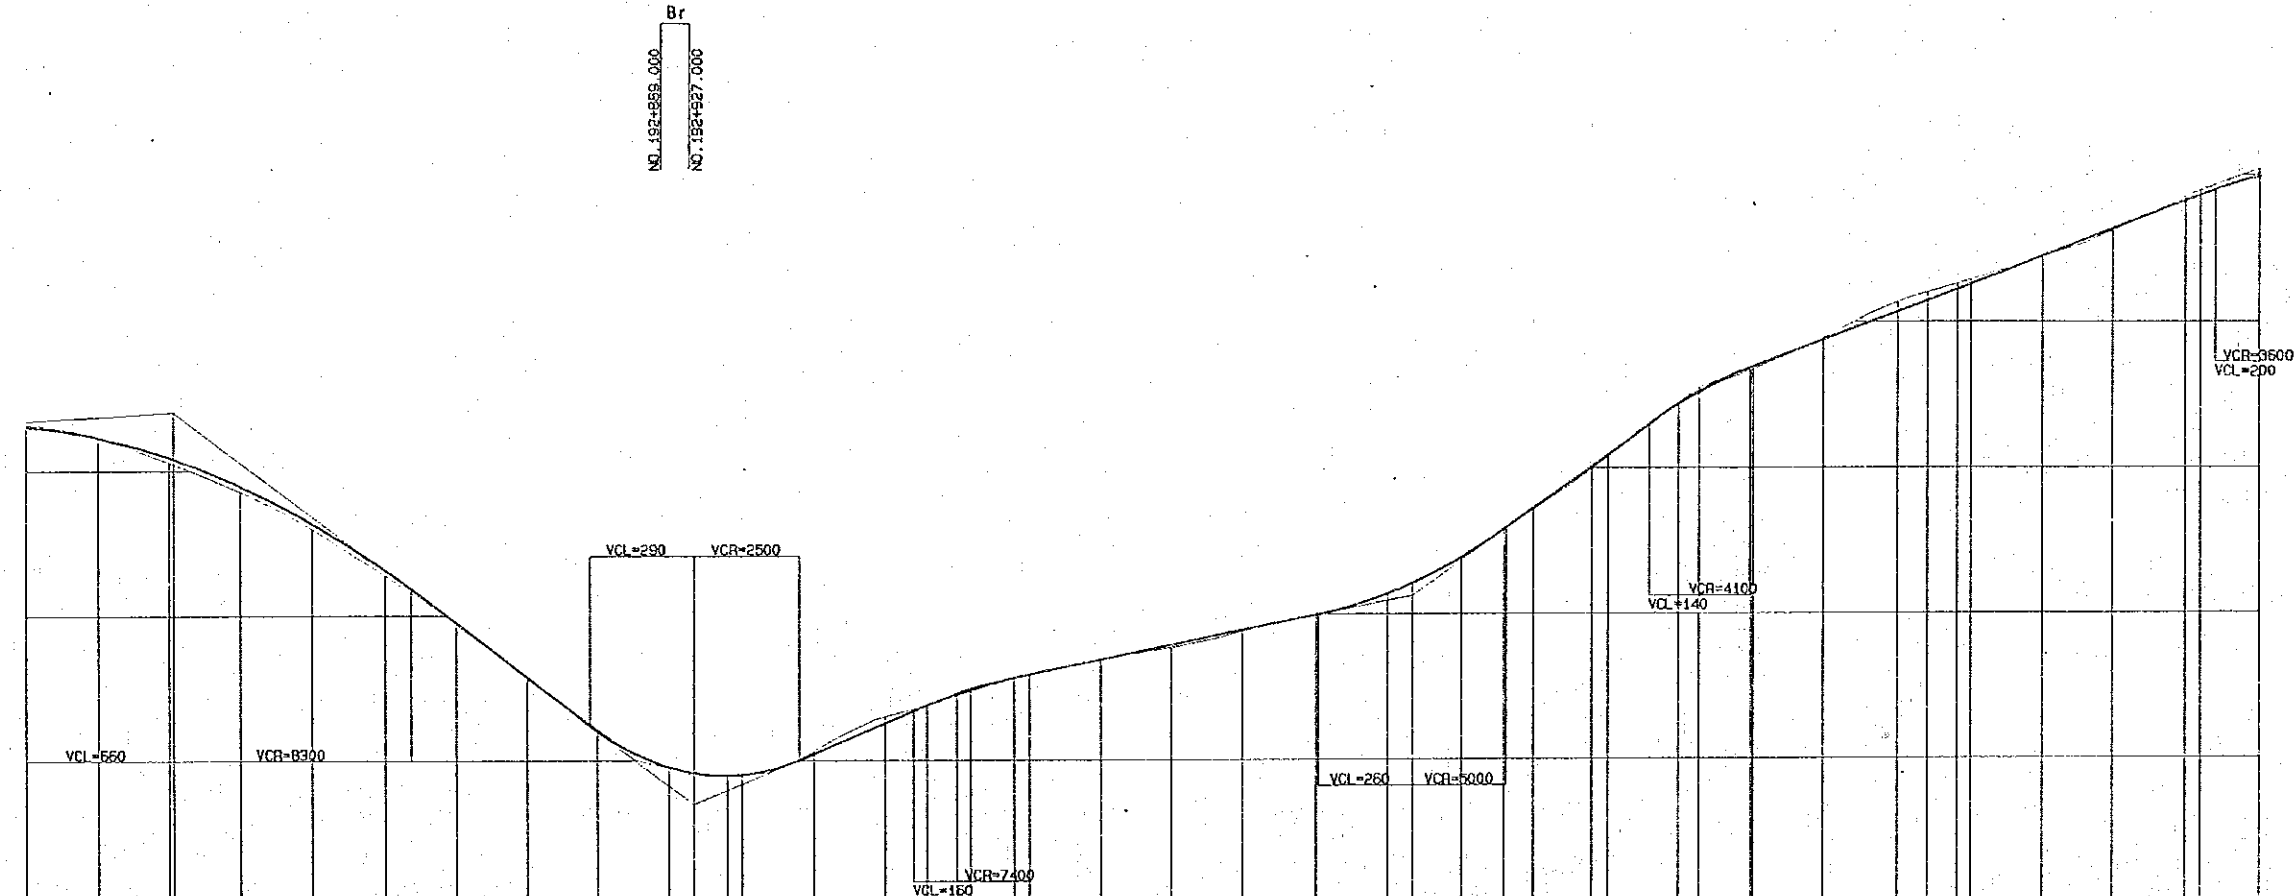 Br
NO.192+859.000
NO.192+927.000
VCR=3600
VCL=200
VCL=290
VCR=2500
VCR=4100
VCL=140
VCL=660
VCR=8300
VCL=260
VCR=5000
VCR=7400
VCL=160